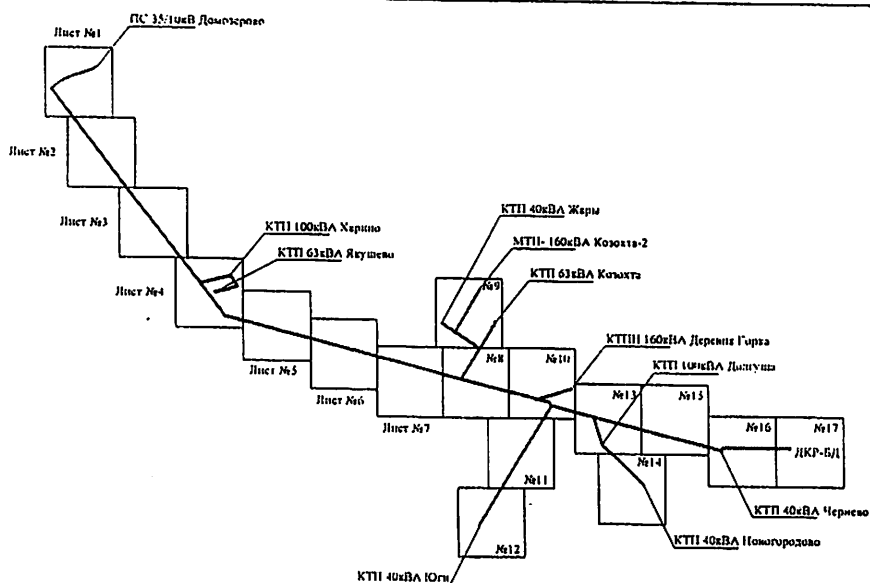 Лист №1
ПС 35/10кВ Домозерово
Лист №2
Лист №3
КТП 100кВА Харино
КТП 63кВА Якушево
Лист №4
Лист №5
Лист №6
Лист №7
КТП 40кВА Жары
МТП- 160кВА Козохта-2
КТП 63кВА Козохта
№9
№8
№10
КТПП 160кВА Деревня Горка
КТП 100кВА Долгуша
№13
№15
№16
№17
ДКР-БД
№11
№14
№12
КТП 40кВА Чернево
КТП 40кВА Новогородово
КТП 40кВА Юги